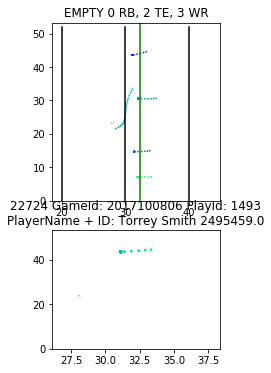 EMPTY 0 RB, 2 TE, 3 WR
50
40
30
20
10
0
20 30 40
22724 GameId: 2017100806 PlayId: 1493
PlayerName + ID: Torrey Smith 2495459.0
40
20
0
27.5 30.0 32.5 35.0 37.5